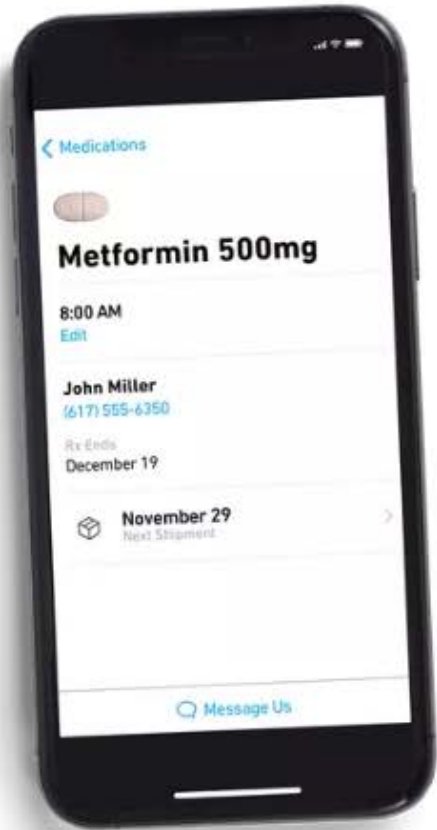 Medications
Metformin 500mg
8:00 AM
Edit
John Miller
(617) 555-6350
Rx Ends
December 19
November 29
Next Shipment
Message Us